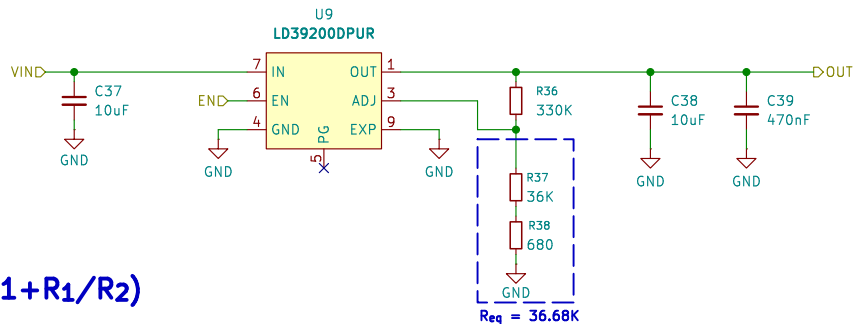 U9
LD39200DPUR
VIN
7
IN
OUT
1
OUT
C37
10uF
EN
6
EN
ADJ
3
R36
330K
C38
10uF
C39
470nF
4
GND
EXP
9
PG
5
GND
GND
GND
GND
GND
R37
36K
R38
680
GND
1+R1/R2)
Req = 36.68K